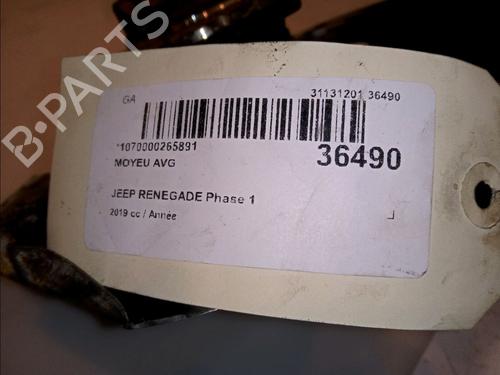 GA
31131201 36490
*1070000265891
36490
MOYEU AVG
JEEP RENEGADE Phase 1
2019 cc / Année
B-PARTS